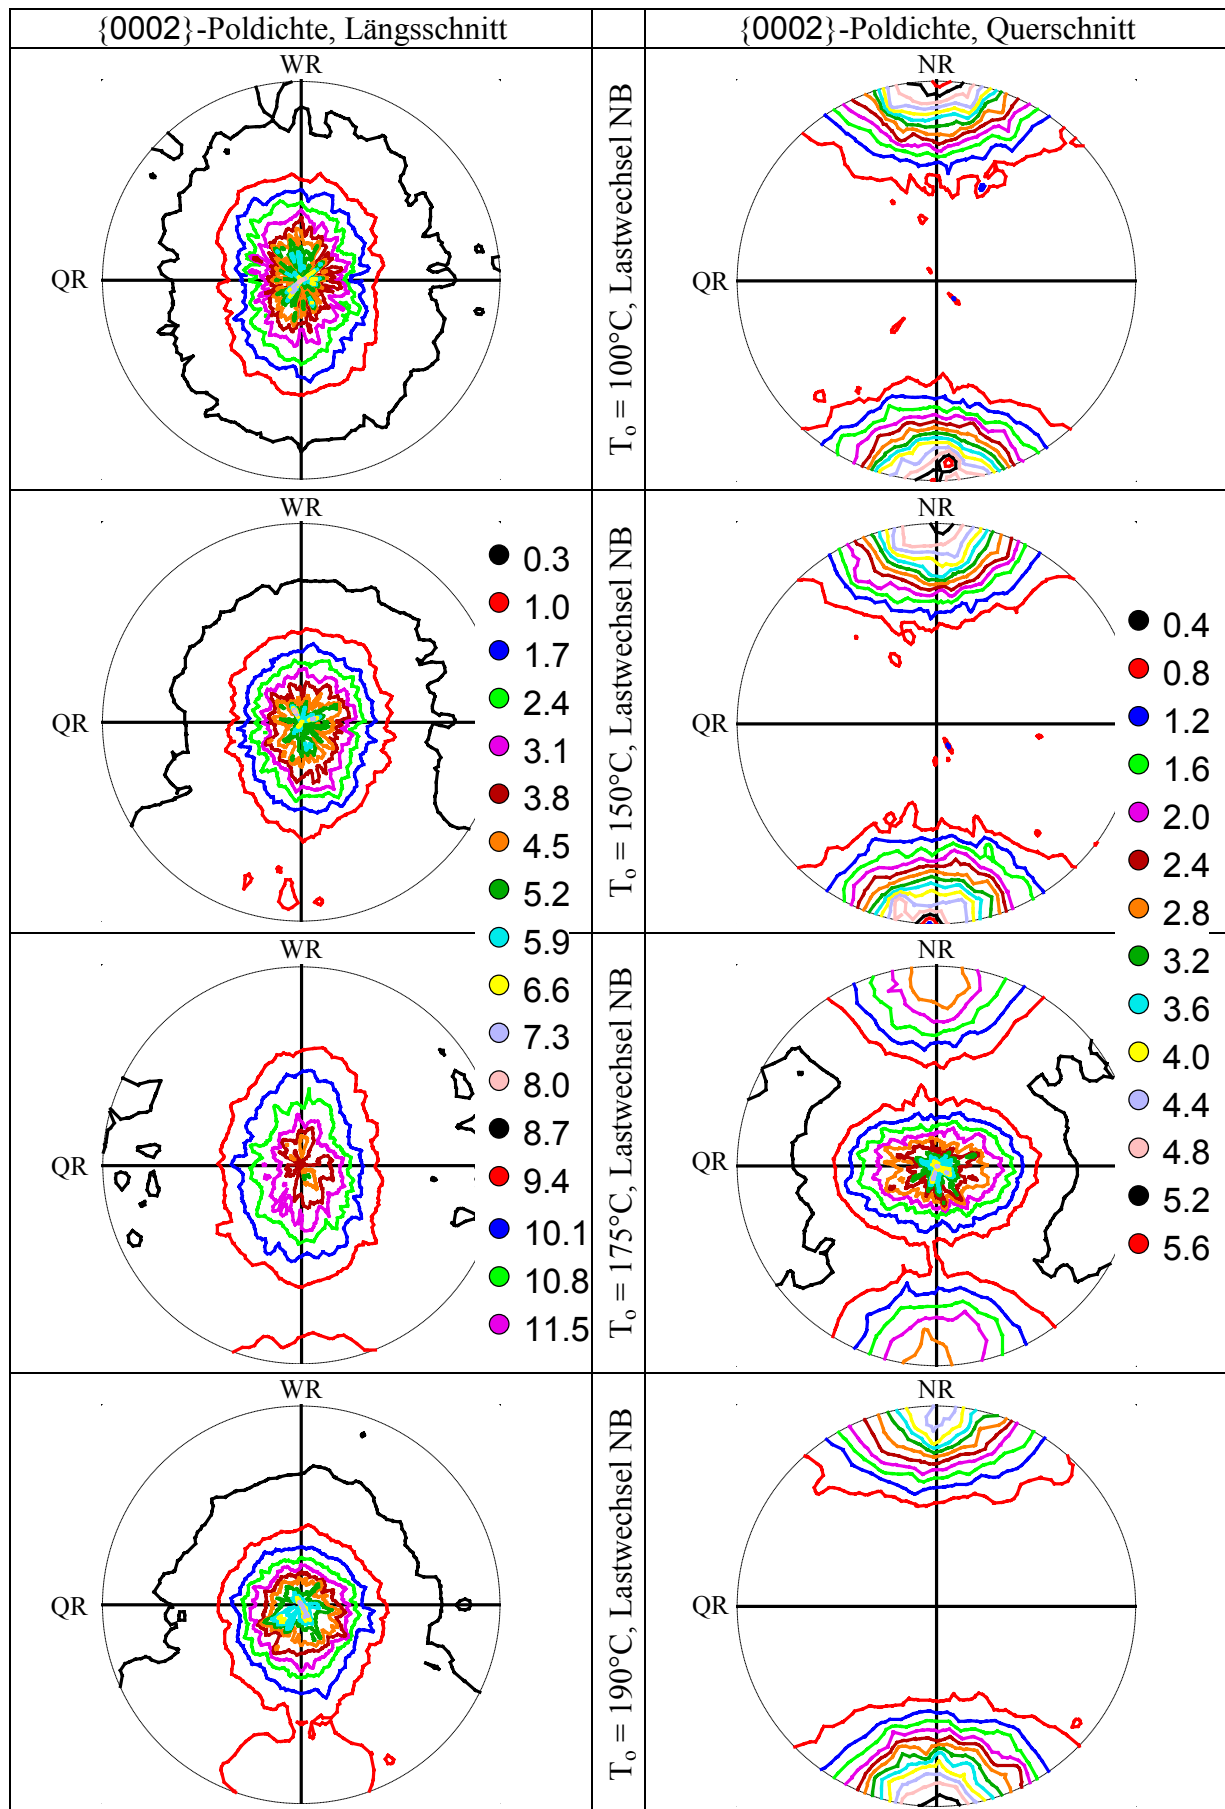 {0002}-Poldichte, Längsschnitt
{0002}-Poldichte, Querschnitt
WR
QR
T₀ = 100°C, Lastwechsel NB
NR
QR
WR
QR
0.3
1.0
1.7
2.4
3.1
3.8
4.5
5.2
5.9
6.6
7.3
8.0
8.7
9.4
10.1
10.8
11.5
T₀ = 150°C, Lastwechsel NB
NR
QR
0.4
0.8
1.2
1.6
2.0
2.4
2.8
3.2
3.6
4.0
4.4
4.8
5.2
5.6
WR
QR
T₀ = 175°C, Lastwechsel NB
NR
QR
WR
QR
T₀ = 190°C, Lastwechsel NB
NR
QR